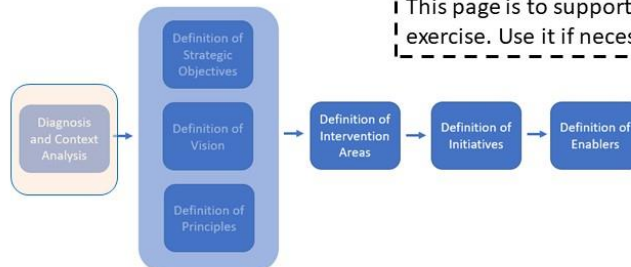 This page is to support
exercise. Use it if neces
Definition of
Strategic
Objectives
Diagnosis
and Context
Analysis
Definition of
Vision
Definition of
Principles
Definition of
Intervention
Areas
Definition of
Initiatives
Definition of
Enablers